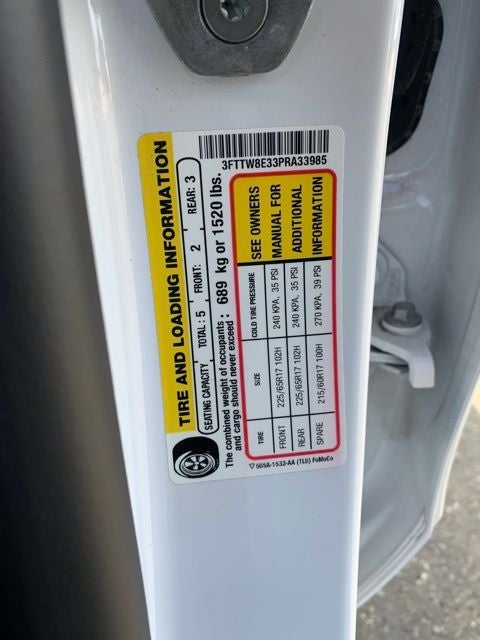 3FTTW8E33PRA33985
TIRE AND LOADING INFORMATION
SEATING CAPACITY TOTAL : 5 FRONT: 2 REAR: 3
The combined weight of occupants
and cargo should never exceed : 689 kg or 1520 lbs.
TIRE SIZE COLD TIRE PRESSURE
FRONT 225/65R17 102H 240 KPA, 35 PSI
REAR 225/65R17 102H 240 KPA, 35 PSI
SPARE 215/60R17 100H 270 KPA, 39 PSI
SEE OWNERS
MANUAL FOR
ADDITIONAL
INFORMATION
5U5A-1532-AA (TLU) FoMoCo